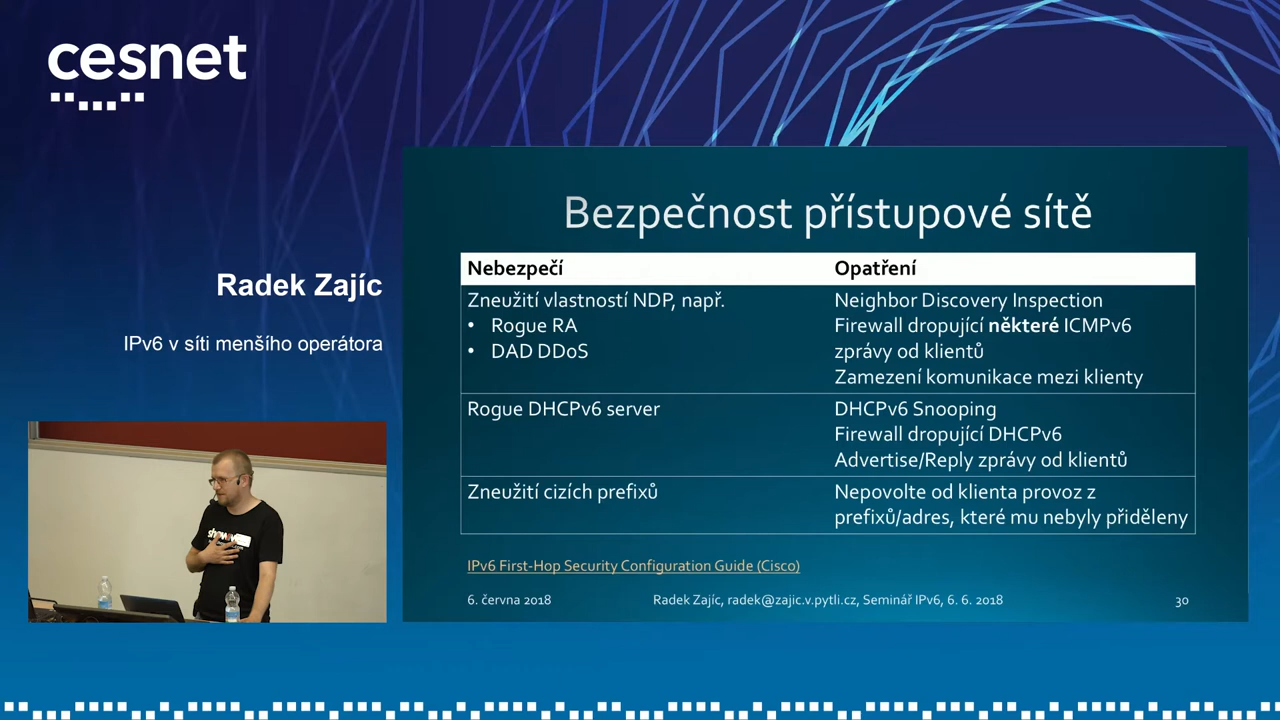 cesnet
Radek Zajíc
IPv6 v síti menšího operátora
Bezpečnost přístupové sítě
Nebezpečí
Opatření
Zneužití vlastností NDP, např.
• Rogue RA
• DAD DDoS
Neighbor Discovery Inspection
Firewall dropující některé ICMPv6
zprávy od klientů
Zamezení komunikace mezi klienty
Rogue DHCPv6 server
DHCPv6 Snooping
Firewall dropující DHCPv6
Advertise/Reply zprávy od klientů
Zneužití cizích prefixů
Nepovolte od klienta provoz z
prefixů/adres, které mu nebyly přiděleny
IPv6 First-Hop Security Configuration Guide (Cisco)
6. června 2018
Radek Zajíc, radek@zajic.v.pytli.cz, Seminář IPv6, 6. 6. 2018
30